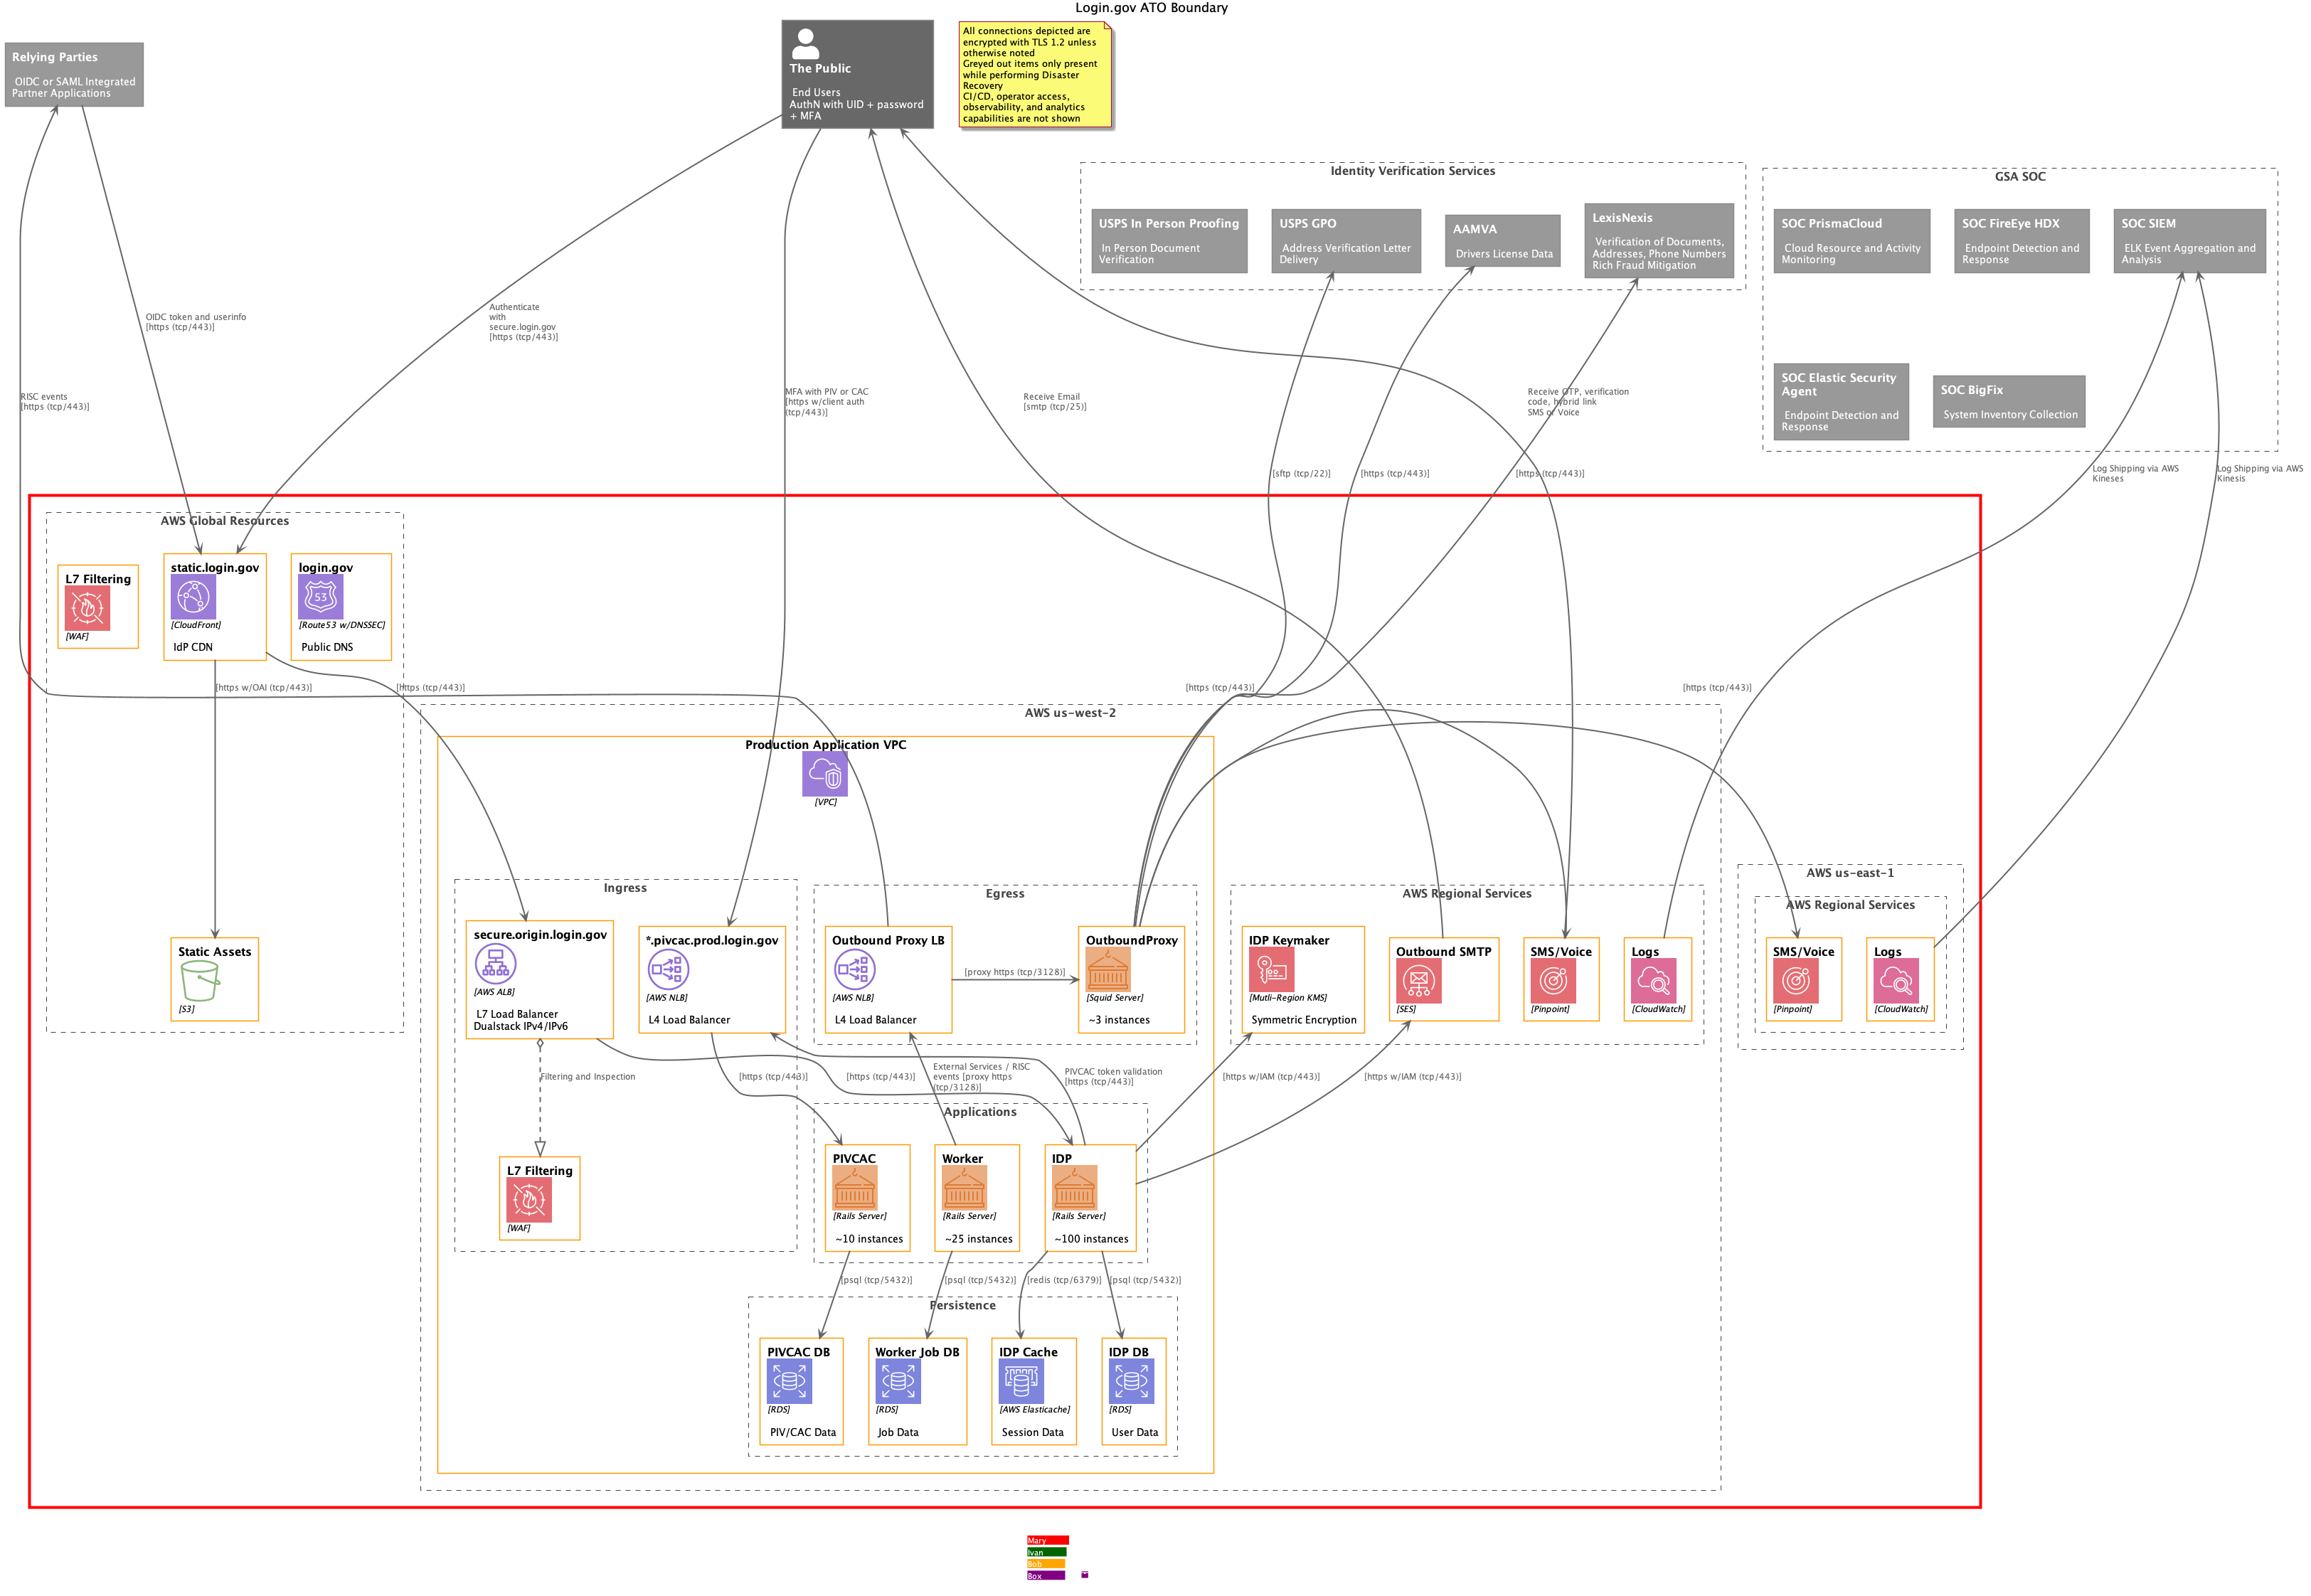 Login.gov ATO Boundary
Relying Parties
OIDC or SAML Integrated
Partner Applications
The Public
End Users
AuthN with UID + password
+ MFA
All connections depicted are
encrypted with TLS 1.2 unless
otherwise noted
Greyed out items only present
while performing Disaster
Recovery
CI/CD, operator access,
observability, and analytics
capabilities are not shown
Identity Verification Services
USPS In Person Proofing
In Person Document
Verification
USPS GPO
Address Verification Letter
Delivery
AAMVA
Drivers License Data
LexisNexis
Verification of Documents,
Addresses, Phone Numbers
Rich Fraud Mitigation
GSA SOC
SOC PrismaCloud
Cloud Resource and Activity
Monitoring
SOC FireEye HDX
Endpoint Detection and
Response
SOC SIEM
ELK Event Aggregation and
Analysis
SOC Elastic Security
Agent
Endpoint Detection and
Response
SOC BigFix
System Inventory Collection
OIDC token and userinfo
[https (tcp/443)]
Authenticate
with
secure.login.gov
[https (tcp/443)]
RISC events
[https (tcp/443)]
MFA with PIV or CAC
[https w/client auth
(tcp/443)]
Receive Email
[smtp (tcp/25)]
Receive OTP, verification
code, hybrid link
SMS or Voice
[sftp (tcp/22)]
[https (tcp/443)]
[https (tcp/443)]
Log Shipping via AWS
Kineses
Log Shipping via AWS
Kinesis
AWS Global Resources
L7 Filtering
[WAF]
static.login.gov
[CloudFront]
IdP CDN
login.gov
53
[Route53 w/DNSSEC]
Public DNS
[https w/OAI (tcp/443)]
[https (tcp/443)]
[https (tcp/443)]
[https (tcp/443)]
AWS us-west-2
Production Application VPC
[VPC]
Static Assets
[S3]
Ingress
secure.origin.login.gov
[AWS ALB]
L7 Load Balancer
Dualstack IPv4/IPv6
*.pivcac.prod.login.gov
[AWS NLB]
L4 Load Balancer
Egress
Outbound Proxy LB
[AWS NLB]
L4 Load Balancer
[proxy https (tcp/3128)]
OutboundProxy
[Squid Server]
~3 instances
AWS Regional Services
IDP Keymaker
[Mutli-Region KMS]
Symmetric Encryption
Outbound SMTP
[SES]
SMS/Voice
[Pinpoint]
Logs
[CloudWatch]
AWS us-east-1
AWS Regional Services
SMS/Voice
[Pinpoint]
Logs
[CloudWatch]
Filtering and Inspection
[https (tcp/443)]
[https (tcp/443)]
External Services / RISC
events [proxy https
(tcp/3128)]
PIVCAC token validation
[https (tcp/443)]
[https w/IAM (tcp/443)]
[https w/IAM (tcp/443)]
L7 Filtering
[WAF]
Applications
PIVCAC
[Rails Server]
~10 instances
Worker
[Rails Server]
~25 instances
IDP
[Rails Server]
~100 instances
[psql (tcp/5432)]
[psql (tcp/5432)]
[redis (tcp/6379)]
[psql (tcp/5432)]
Persistence
PIVCAC DB
[RDS]
PIV/CAC Data
Worker Job DB
[RDS]
Job Data
IDP Cache
[AWS Elasticache]
Session Data
IDP DB
[RDS]
User Data
Mary
Ivan
Bob
Box